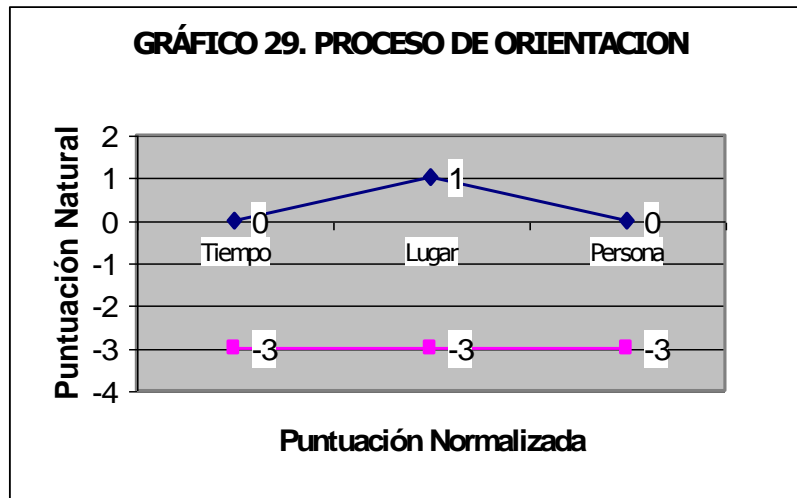 GRÁFICO 29. PROCESO DE ORIENTACION
Puntuación Natural
2
1
0
-1
-2
-3
-4
0
1
0
Tiempo
Lugar
Persona
-3
-3
-3
Puntuación Normalizada